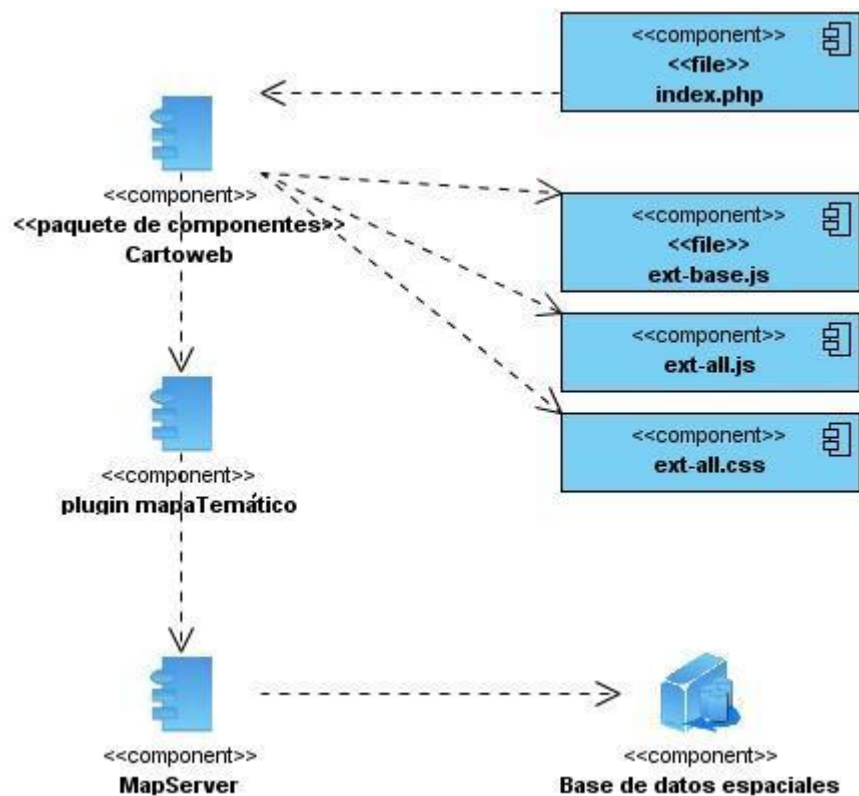 <<component>>
<<file>>
index.php
<<component>>
<<paquete de componentes>>
Cartoweb
<<component>>
<<file>>
ext-base.js
<<component>>
ext-all.js
<<component>>
ext-all.css
<<component>>
plugin mapaTemático
<<component>>
MapServer
<<component>>
Base de datos espaciales